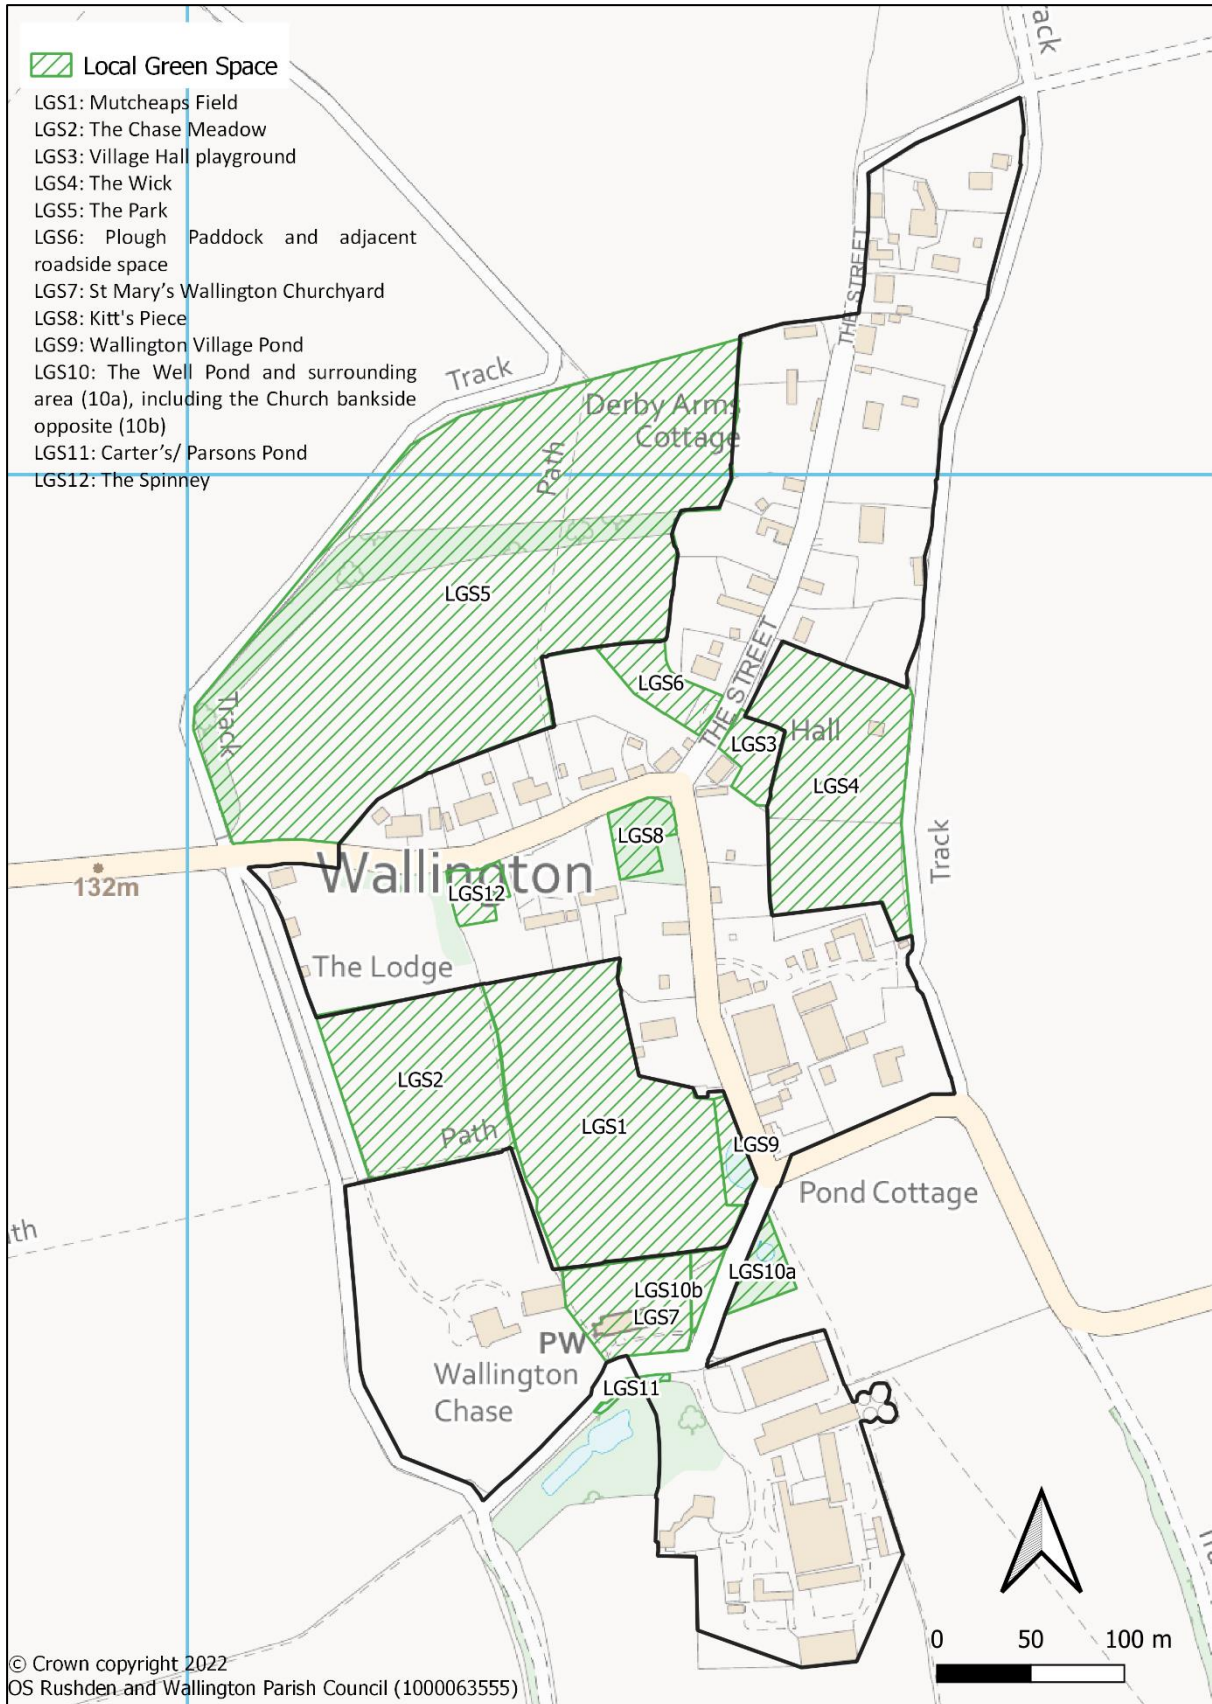 Local Green Space
LGS1: Mutcheaps Field
LGS2: The Chase Meadow
LGS3: Village Hall playground
LGS4: The Wick
LGS5: The Park
LGS6: Plough Paddock and adjacent
roadside space
LGS7: St Mary's Wallington Churchyard
LGS8: Kitt's Piece
LGS9: Wallington Village Pond
LGS10: The Well Pond and surrounding
area (10a), including the Church bankside
opposite (10b)
LGS11: Carter's/ Parsons Pond
LGS12: The Spinney
rack
THE STREET
Track
Derby Arms
Cottage
Path
LGS5
THE STREET
LGS6
Track
LGS3
Hall
LGS4
LGS8
Track
132m
Wallington
LGS12
The Lodge
LGS2
LGS1
Path
LGS9
Pond Cottage
ith
LGS10a
LGS10b
LGS7
PW
Wallington
Chase
LGS11
0 50 100 m
© Crown copyright 2022
OS Rushden and Wallington Parish Council (1000063555)